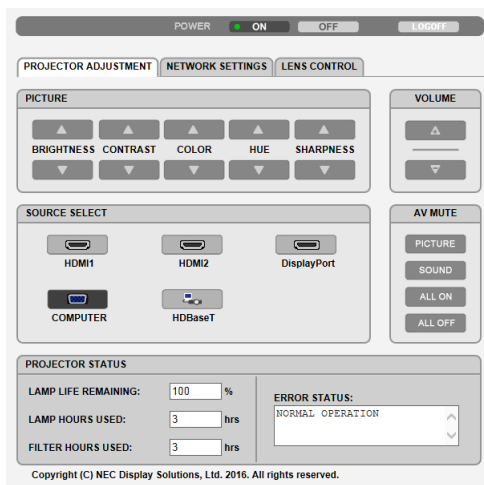 POWER ON OFF LOGOFF
PROJECTOR ADJUSTMENT NETWORK SETTINGS LENS CONTROL
PICTURE VOLUME
BRIGHTNESS CONTRAST COLOR HUE SHARPNESS
SOURCE SELECT AV MUTE
HDMI1 HDMI2 DisplayPort
COMPUTER HDBaseT
PICTURE
SOUND
ALL ON
ALL OFF
PROJECTOR STATUS
LAMP LIFE REMAINING: 100 %
LAMP HOURS USED: 3 hrs
FILTER HOURS USED: 3 hrs
ERROR STATUS:
NORMAL OPERATION
Copyright (C) NEC Display Solutions, Ltd. 2016. All rights reserved.